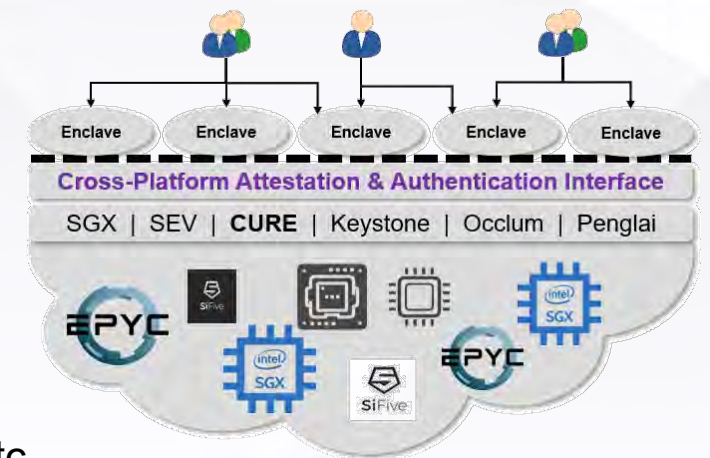 Enclave Enclave Enclave Enclave Enclave
Cross-Platform Attestation & Authentication Interface
SGX | SEV | CURE | Keystone | Occlum | Penglai
SiFive
EPYC
intel
SGX
intel
SGX
EPYC
SiFive
tc